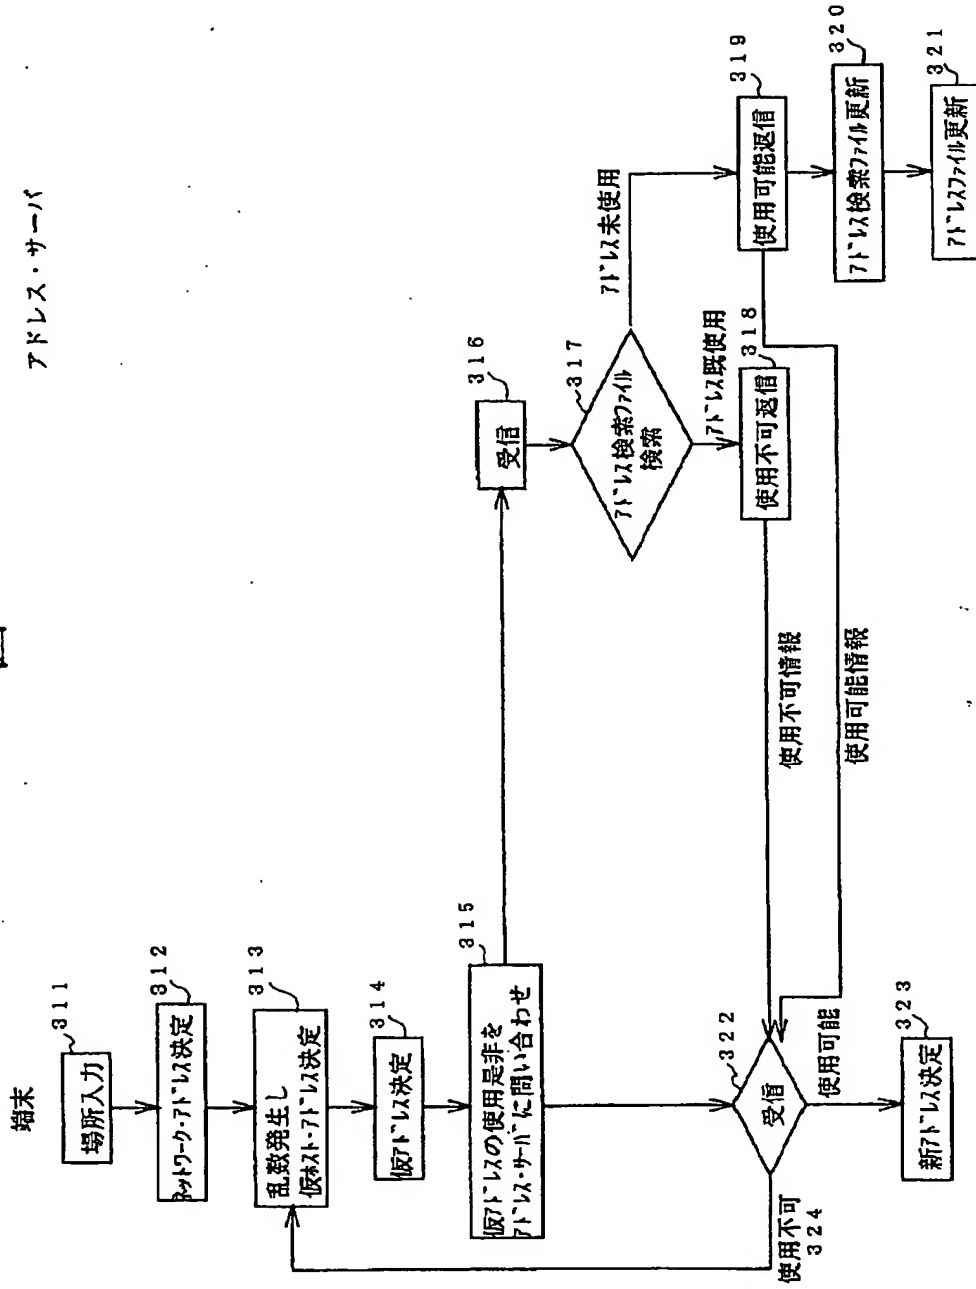 端末
アドレス・サーバ
311
場所入力
312
ネットワーク・アドレス決定
313
乱数発生し
仮ホスト・アドレス決定
314
仮アドレス決定
315
仮アドレスの使用是非を
アドレス・サーバに問い合わせ
316
受信
317
アドレス検索ファイル
検索
アドレス未使用
アドレス既使用
318
使用不可返信
319
使用可能返信
320
アドレス検索ファイル更新
321
アドレスファイル更新
使用不可情報
使用可能情報
322
受信
使用可能
323
新アドレス決定
使用不可
324